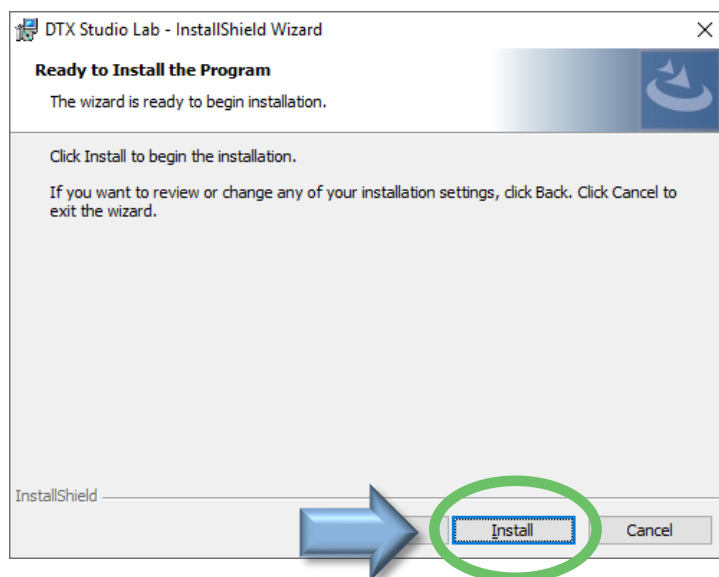 DTX Studio Lab - InstallShield Wizard
Ready to Install the Program
The wizard is ready to begin installation.
Click Install to begin the installation.
If you want to review or change any of your installation settings, click Back. Click Cancel to
exit the wizard.
InstallShield
Install
Cancel